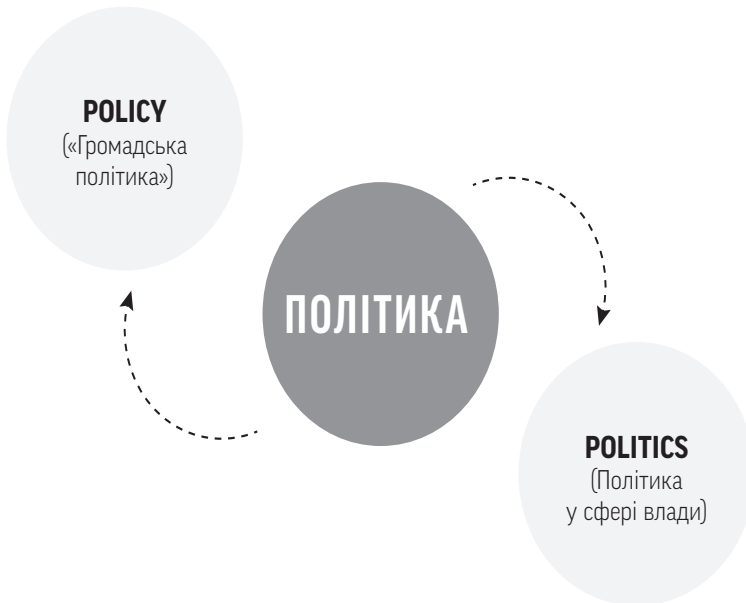 POLICY
(«Громадська
політика»)
ПОЛІТИКА
POLITICS
(Політика
у сфері влади)